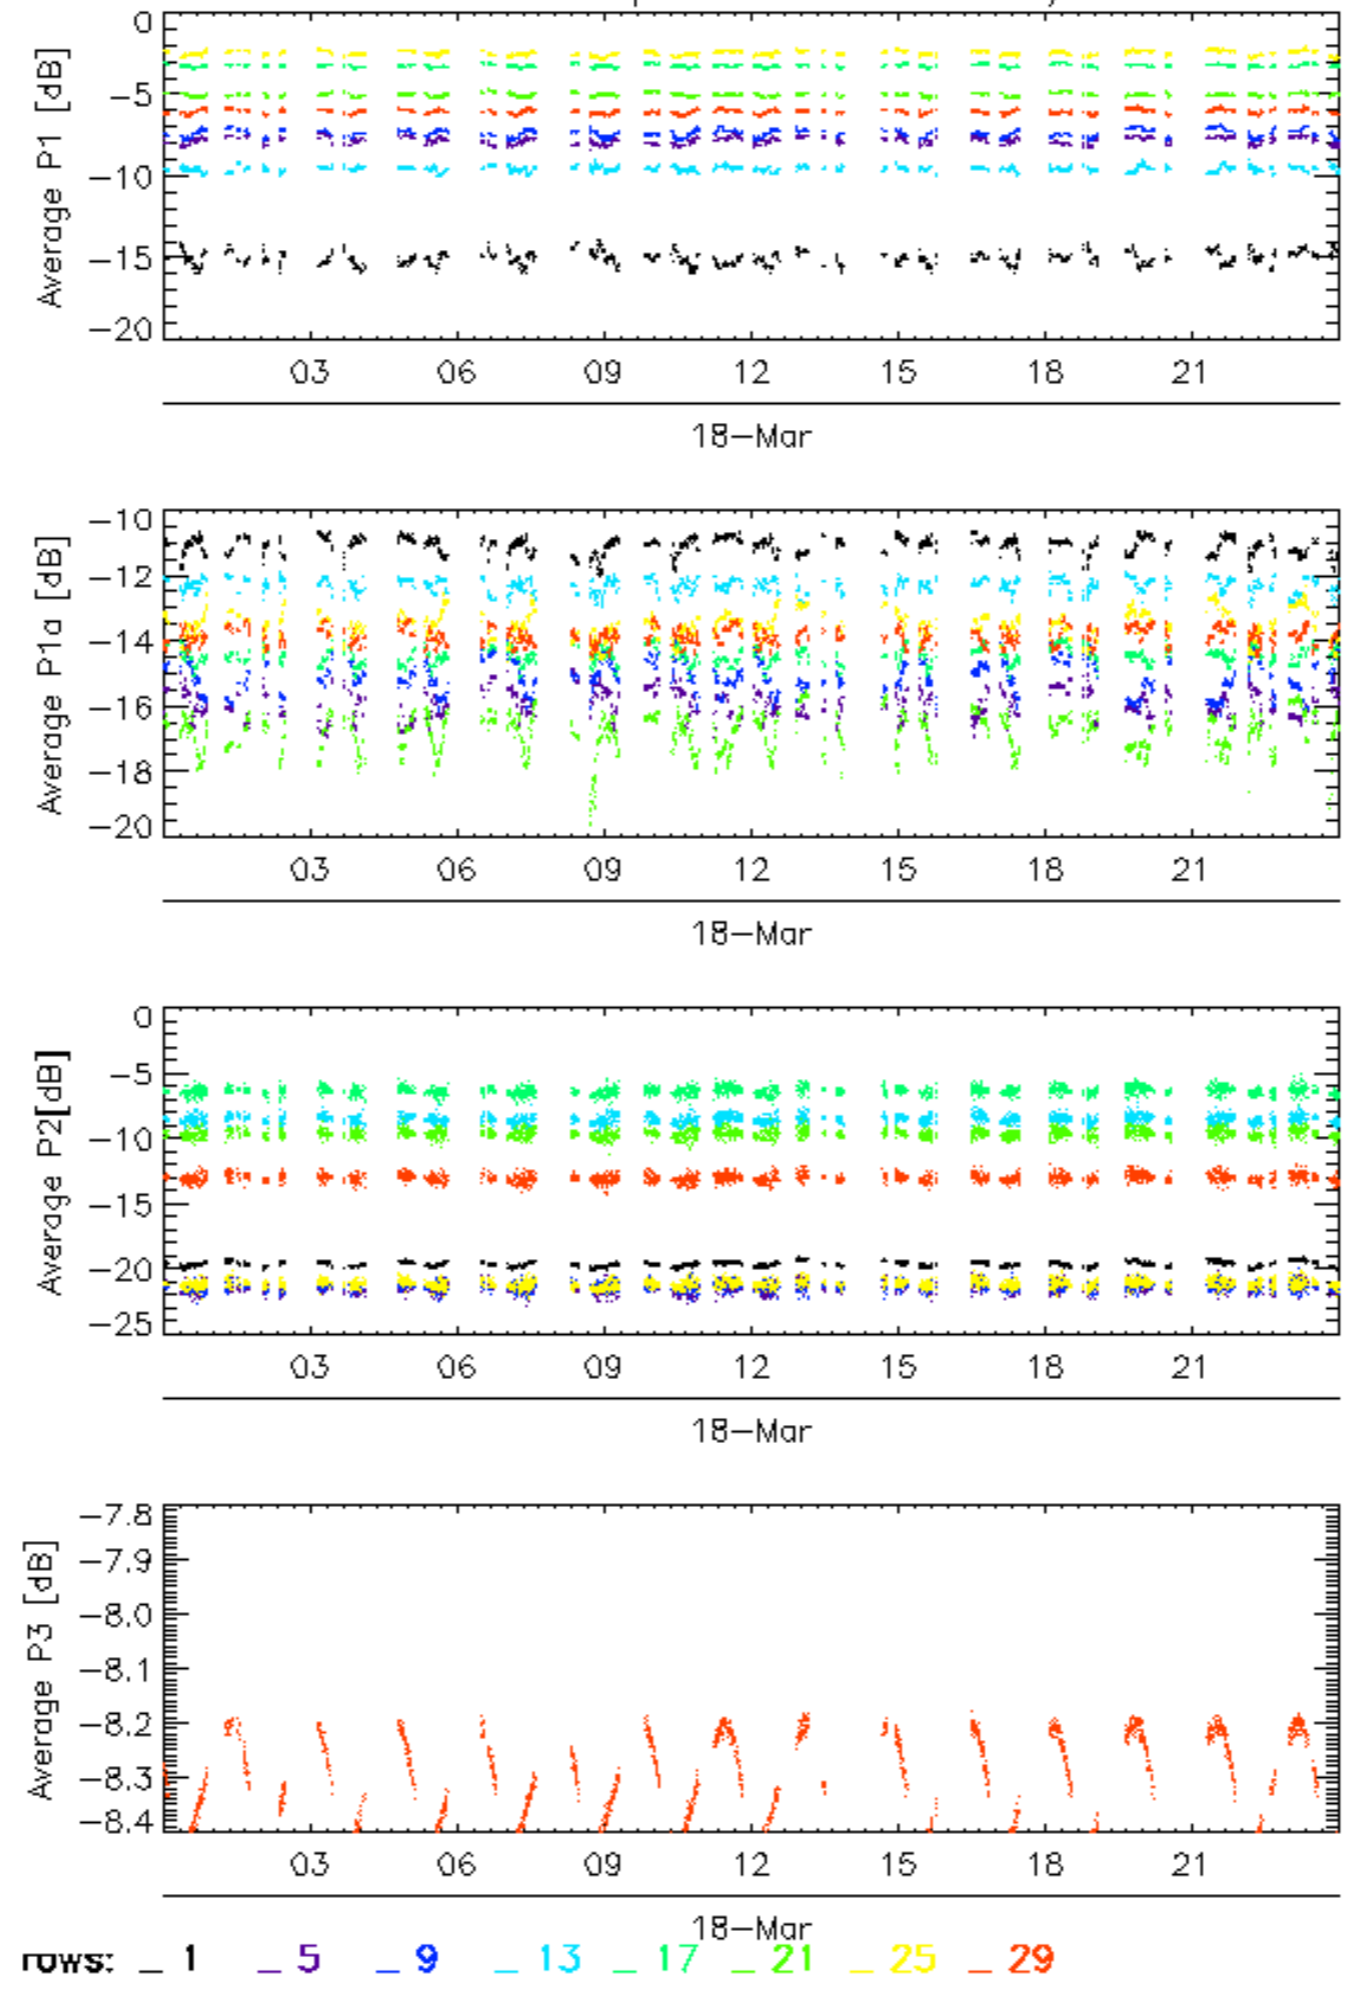 0
−5
−10
−15
−20
Average P1 [dB]
03 06 09 12 15 18 21
18−Mar
−10
−12
−14
−16
−18
−20
Average P1a [dB]
03 06 09 12 15 18 21
18−Mar
0
−5
−10
−15
−20
−25
Average P2[dB]
03 06 09 12 15 18 21
18−Mar
−7.8
−7.9
−8.0
−8.1
−8.2
−8.3
−8.4
Average P3 [dB]
03 06 09 12 15 18 21
18−Mar
rows: _ 1 _ 5 _ 9 _ 13 _ 17 _ 21 _ 25 _ 29